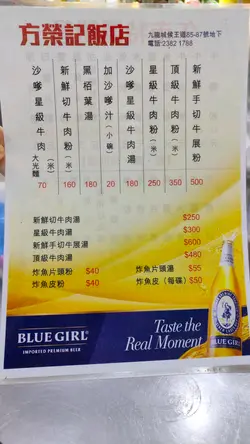 方榮記飯店
九龍城侯王道85-87號地下
電話:2382 1788
沙嗲星級牛肉大光麵
70
新鮮切牛肉粉(米)
160
黑栢葉湯
180
加沙嗲汁(小碗)
20
沙嗲牛肉湯
180
星級牛肉粉(米)
250
頂級牛肉粉(米)
350
新鮮手切牛展粉
500
新鮮切牛肉湯 $250
星級牛肉湯 $300
新鮮手切牛展湯 $600
頂級牛肉湯 $480
炸魚片頭粉 $40 炸魚片頭湯 $55
炸魚皮粉 $40 炸魚皮(每碟) $50
BLUE GIRL®
IMPORTED PREMIUM BEER
Taste the
Real Moment
BLUE GIRL